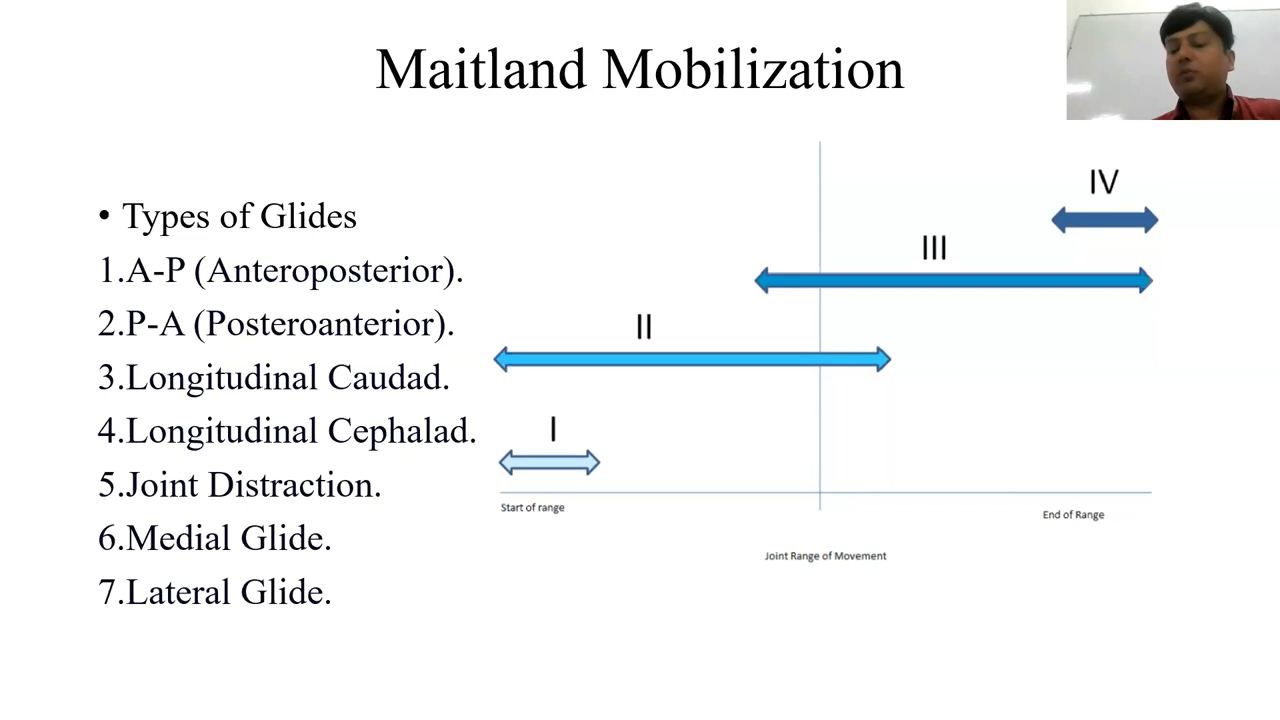 Maitland Mobilization
• Types of Glides
1.A-P (Anteroposterior).
2.P-A (Posteroanterior).
3.Longitudinal Caudad.
4.Longitudinal Cephalad.
5.Joint Distraction.
6.Medial Glide.
7.Lateral Glide.
IV
III
II
I
Start of range
End of Range
Joint Range of Movement